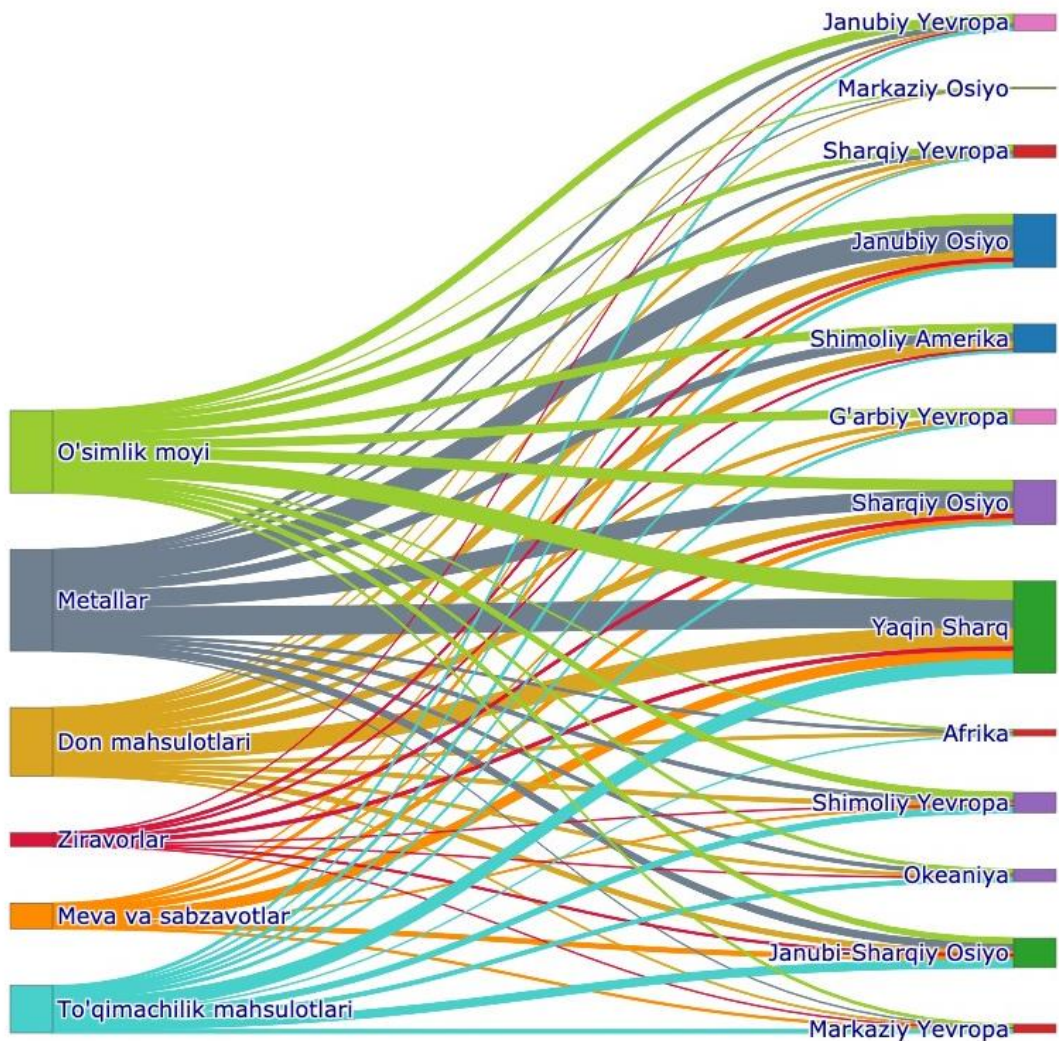 O'simlik moyi
Metallar
Don mahsulotlari
Ziravorlar
Meva va sabzavotlar
To'qimachilik mahsulotlari
Janubiy Yevropa
Markaziy Osiyo
Sharqiy Yevropa
Janubiy Osiyo
Shimoliy Amerika
G'arbiy Yevropa
Sharqiy Osiyo
Yaqin Sharq
Afrika
Shimoliy Yevropa
Okeaniya
Janubi-Sharqiy Osiyo
Markaziy Yevropa